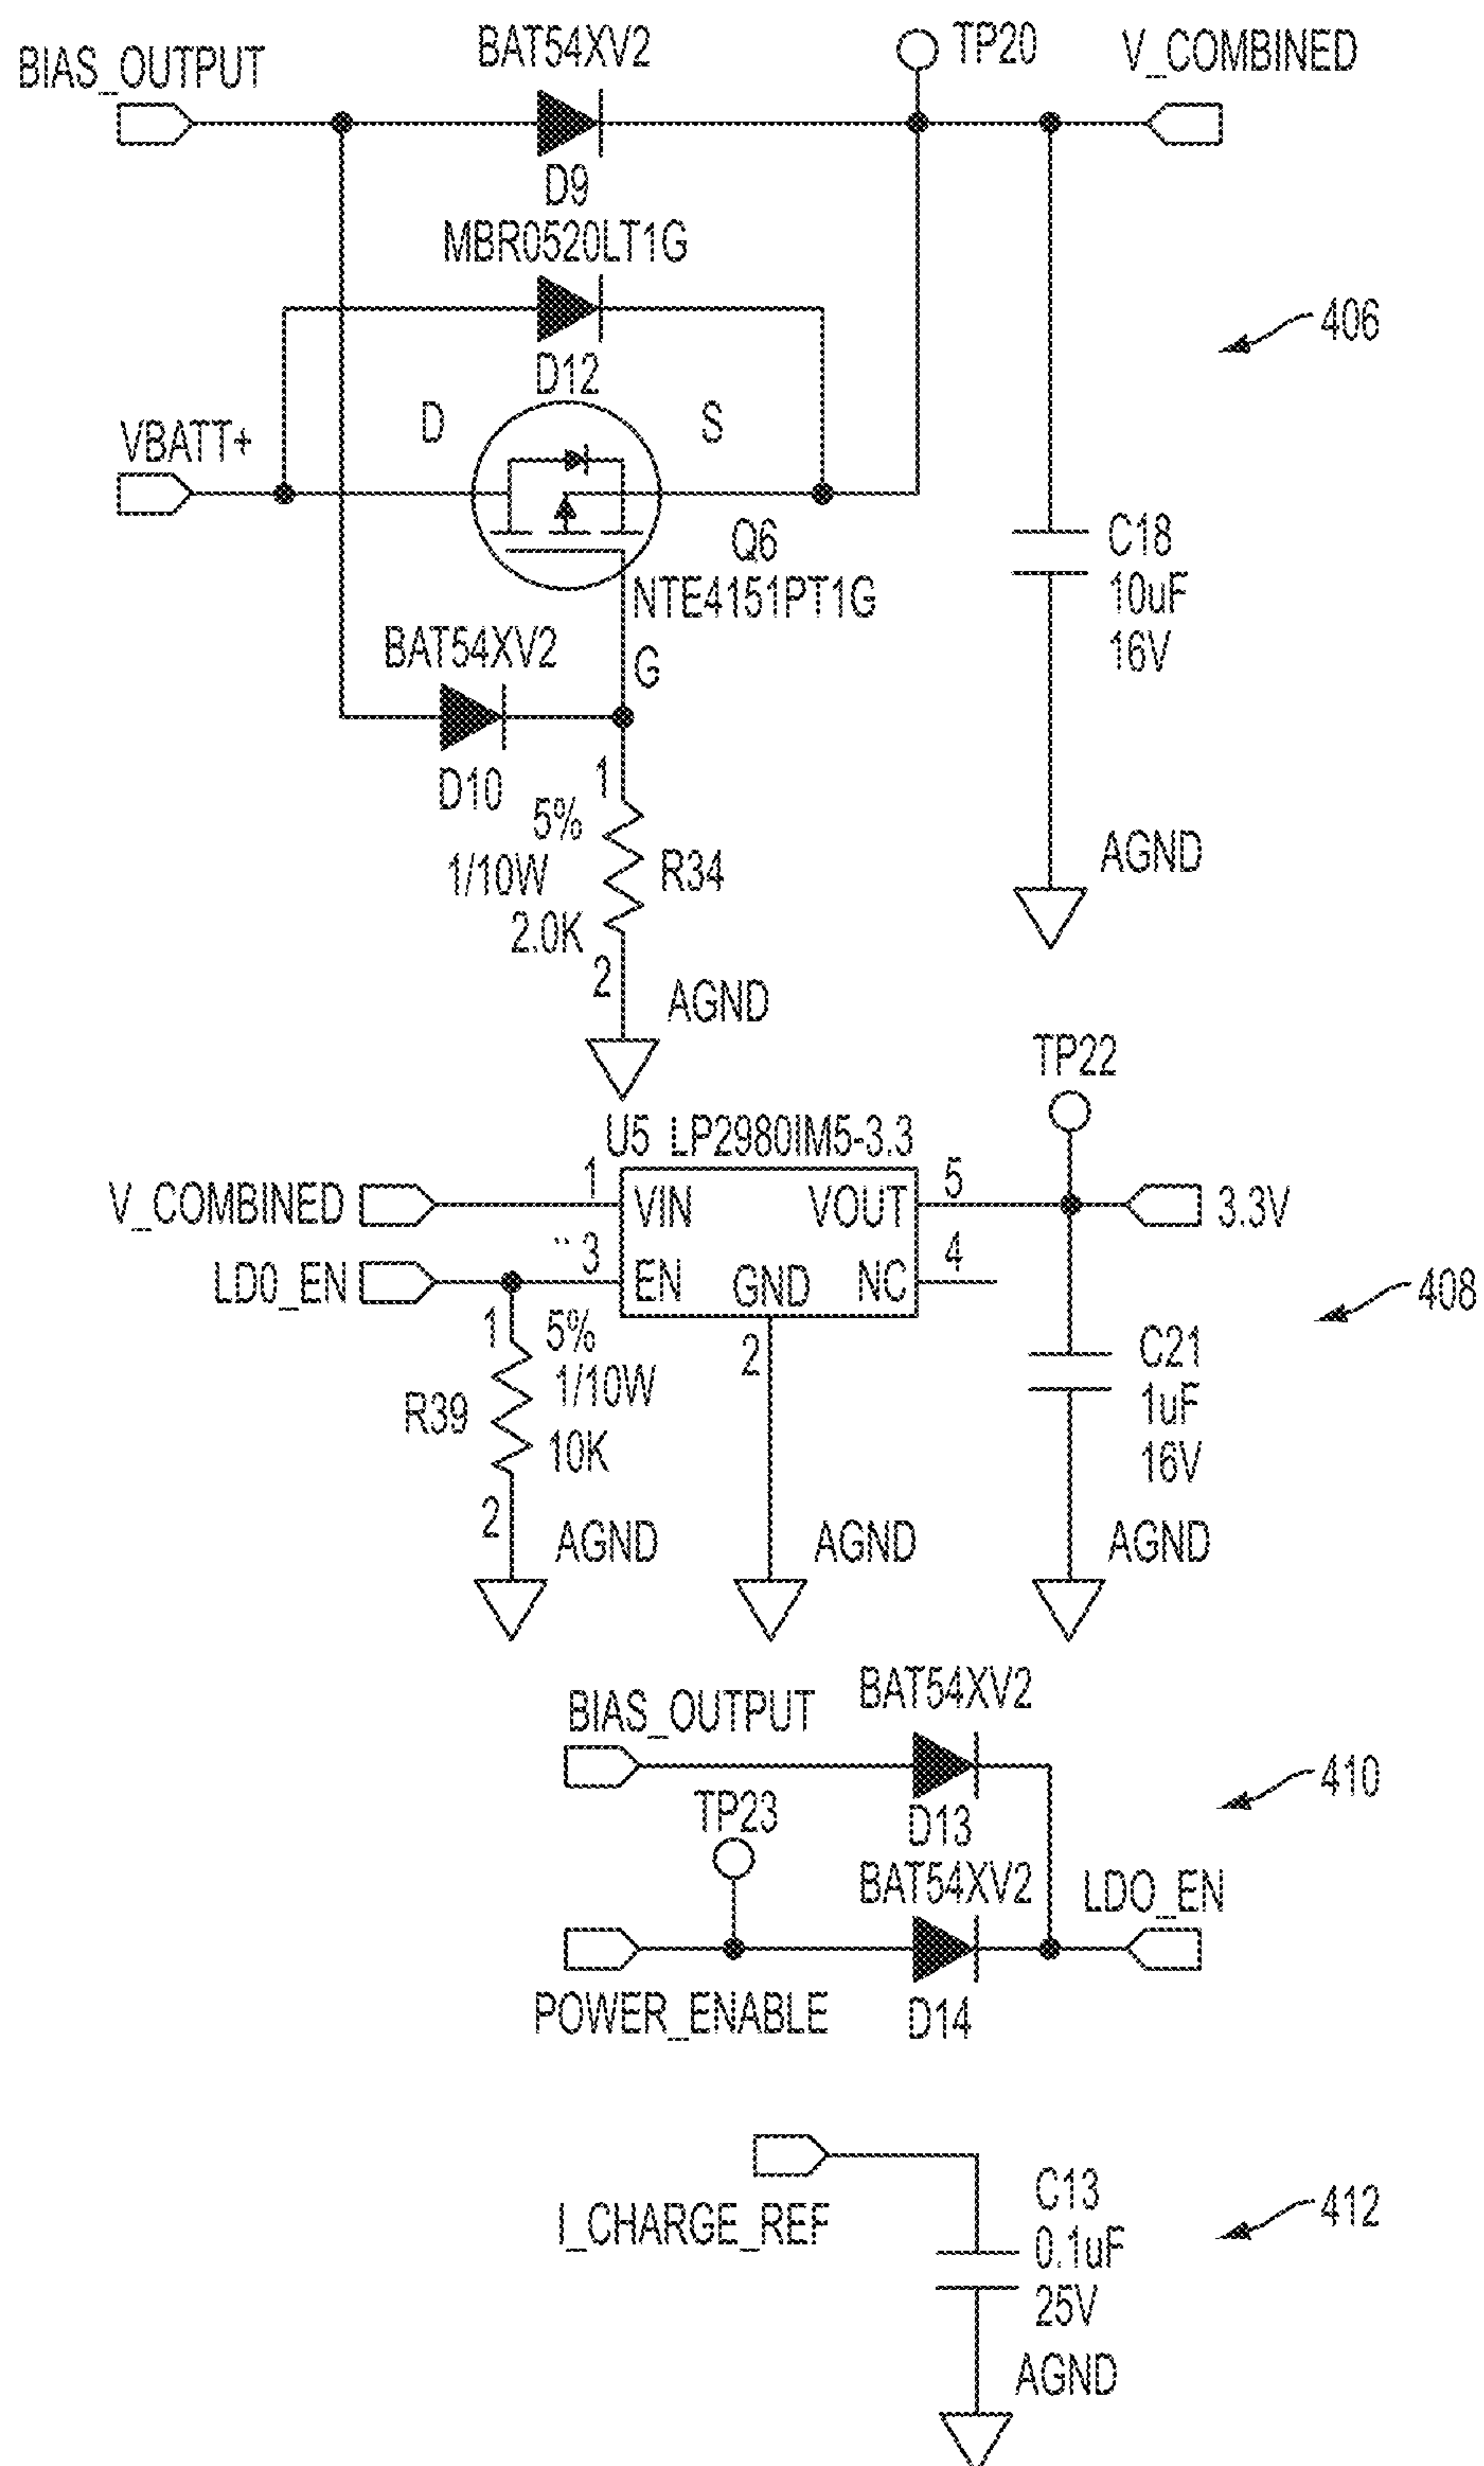 BIAS_OUTPUT
BAT54XV2
TP20
V_COMBINED
D9
MBR0520LT1G
406
D12
VBATT+
D
S
Q6
NTE4151PT1G
C18
10uF
16V
BAT54XV2
G
D10
1
5%
1/10W
2.0K
R34
2
AGND
AGND
TP22
U5 LP2980IM5-3.3
V_COMBINED
1
VIN
VOUT
5
3.3V
LD0_EN
3
EN
GND
NC
4
408
1
5%
1/10W
R39
10K
2
2
C21
1uF
16V
AGND
AGND
AGND
BIAS_OUTPUT
BAT54XV2
410
TP23
D13
BAT54XV2
LDO_EN
POWER_ENABLE
D14
I_CHARGE_REF
C13
0.1uF
25V
412
AGND